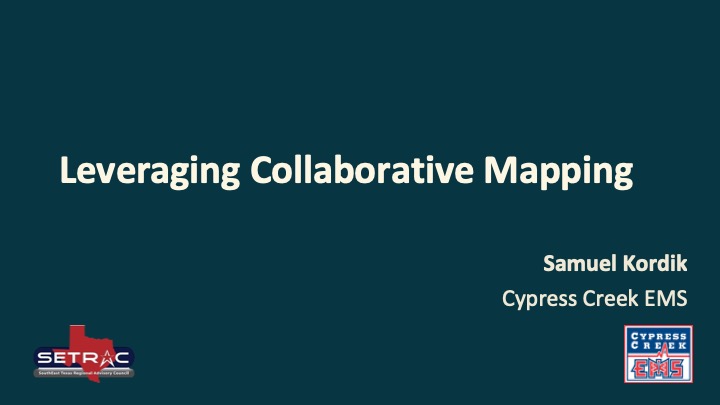 Leveraging Collaborative Mapping
Samuel Kordik
Cypress Creek EMS
SETRAC
SouthEast Texas Regional Advisory Council
CYPRESS
CREEK
EMS